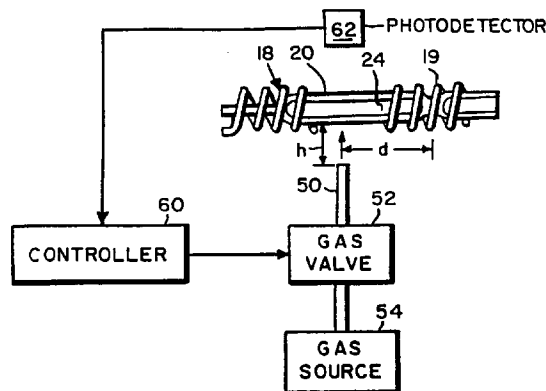 62 PHOTODETECTOR
18 20 19
24
h d
50
60 52
CONTROLLER
GAS
VALVE
54
GAS
SOURCE